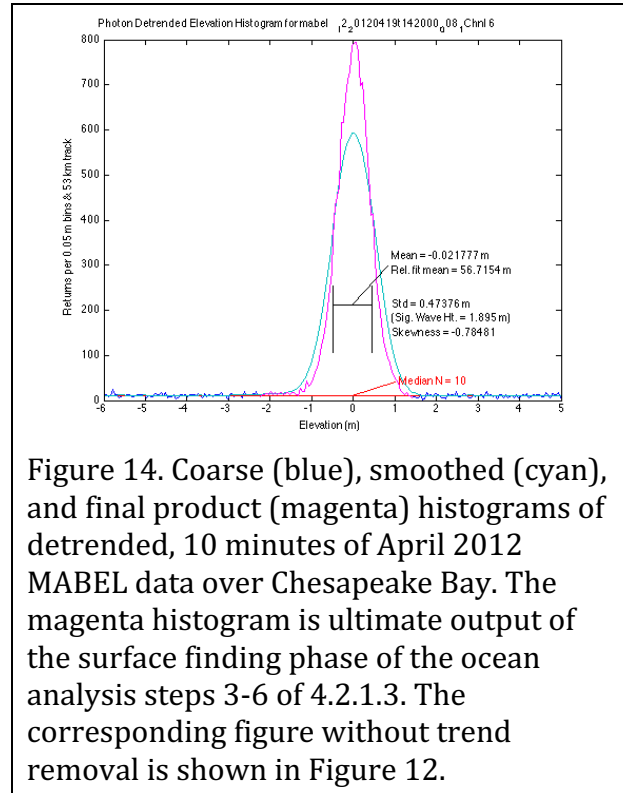 Photon Detrended Elevation Histogram for mabel _l2_20120419t142000_008_1 Chnl 6
800
700
600
500
400
300
200
100
0
Returns per 0.05 m bins & 53 km track
Mean = -0.021777 m
Rel. fit mean = 56.7154 m
Std = 0.47376 m
(Sig. Wave Ht. = 1.895 m)
Skewness = -0.78481
Median N = 10
-6 -5 -4 -3 -2 -1 0 1 2 3 4 5
Elevation (m)
Figure 14. Coarse (blue), smoothed (cyan),
and final product (magenta) histograms of
detrended, 10 minutes of April 2012
MABEL data over Chesapeake Bay. The
magenta histogram is ultimate output of
the surface finding phase of the ocean
analysis steps 3-6 of 4.2.1.3. The
corresponding figure without trend
removal is shown in Figure 12.